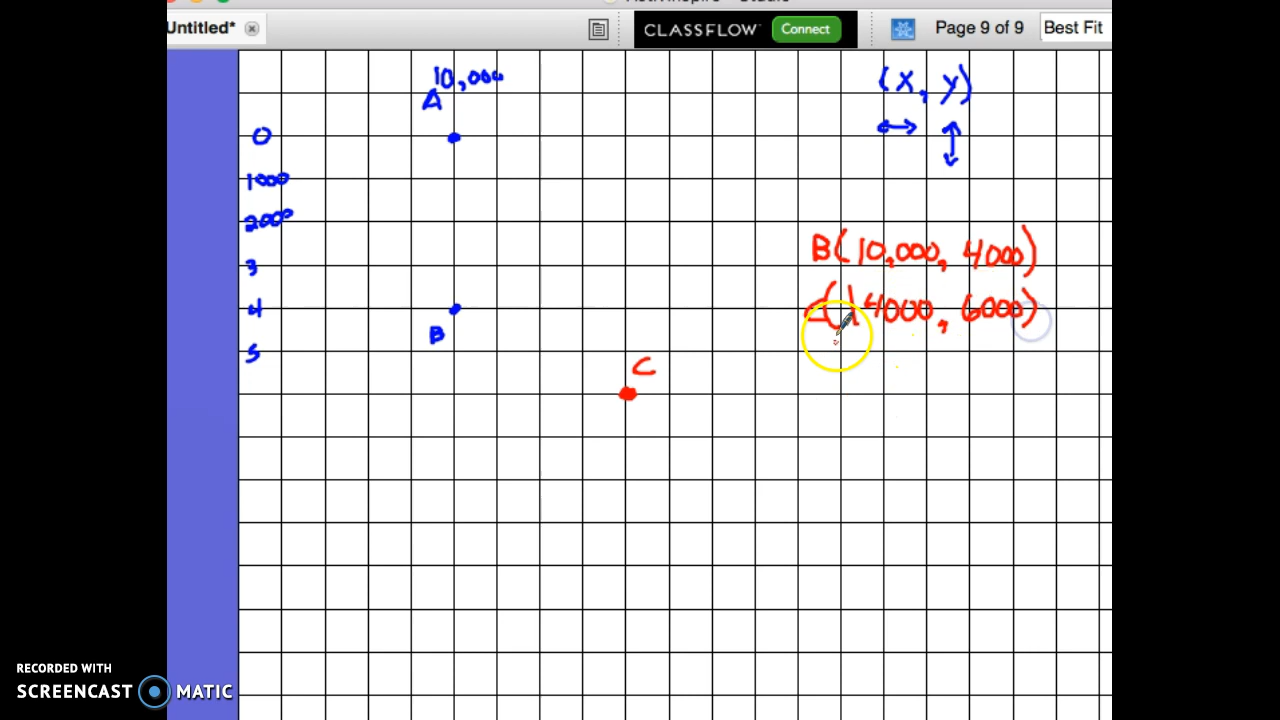 Untitled*
CLASSFLOW
Connect
Page 9 of 9
Best Fit
10,000
A
(X, Y)
0
1000
2000
B(10,000, 4000)
3
C(14000, 6000)
4
B
5
C
RECORDED WITH
SCREENCAST MATIC